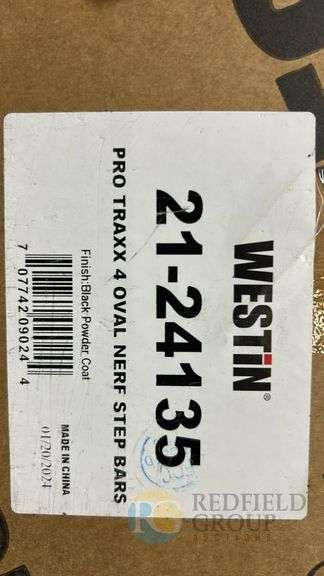 WESTiN®
21-24135
PRO TRAXX 4 OVAL NERF STEP BARS
Finish:Black Powder Coat
7 07742 09024 4
MADE IN CHINA
01/20/2024
REDFIELD
GROUP
AUCTIONS